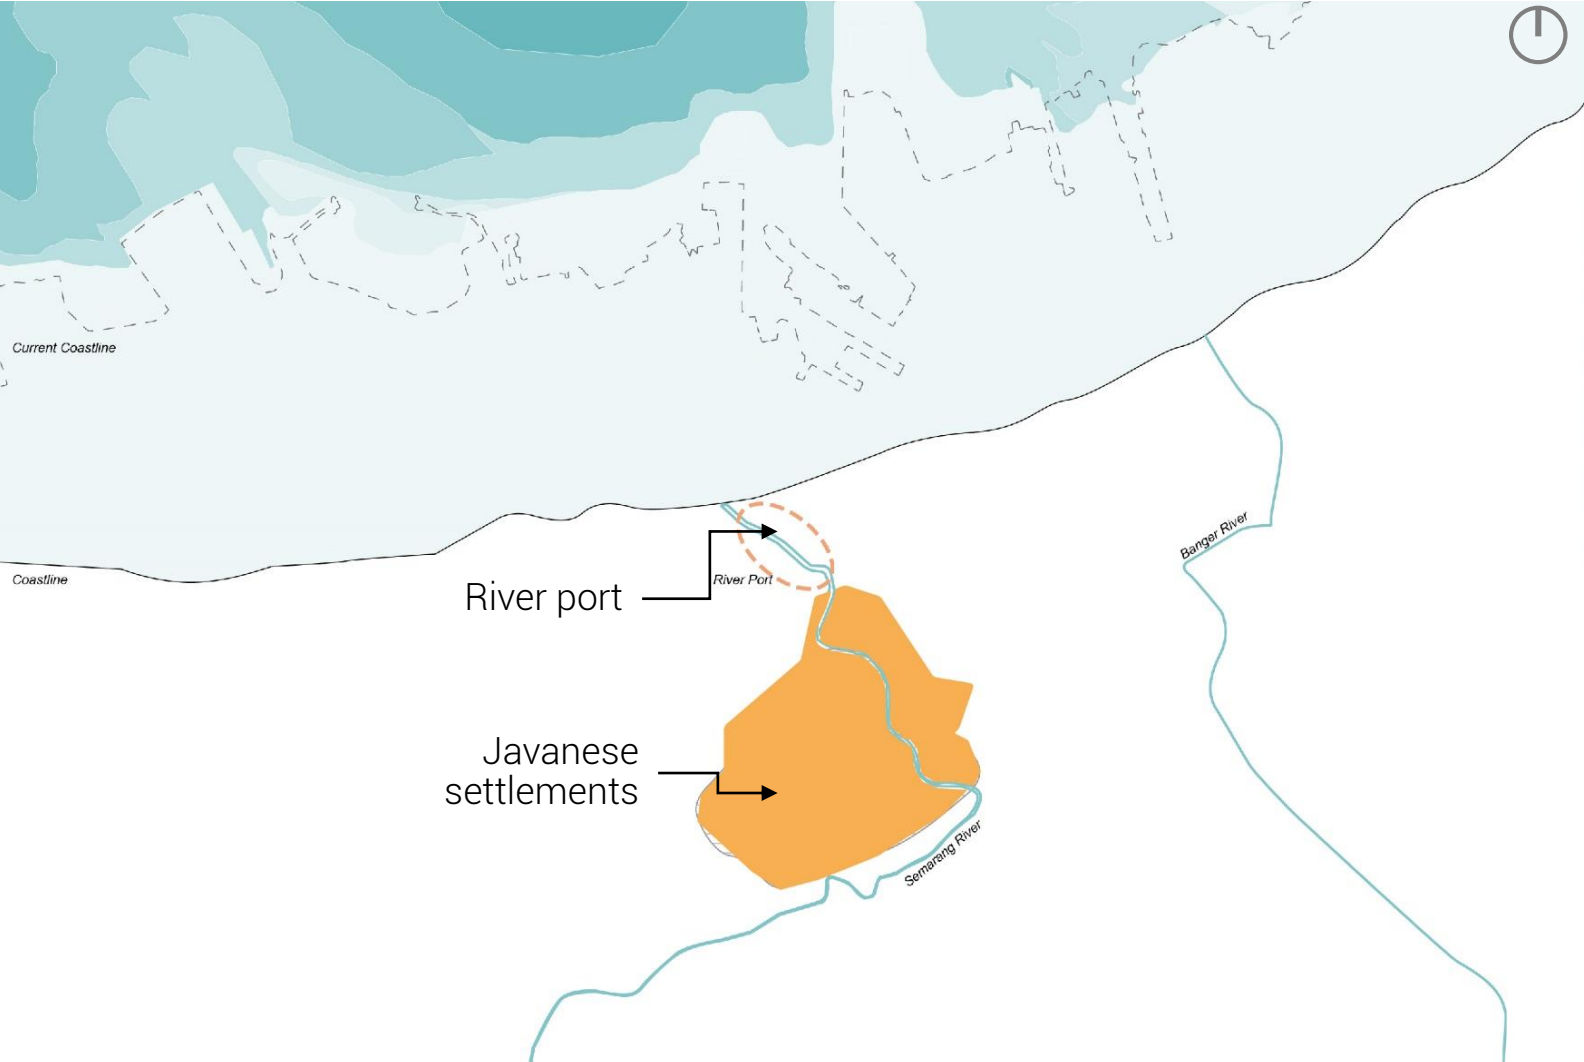 Current Coastline
Banger River
Coastline
River Port
River port
Javanese
settlements
Semarang River